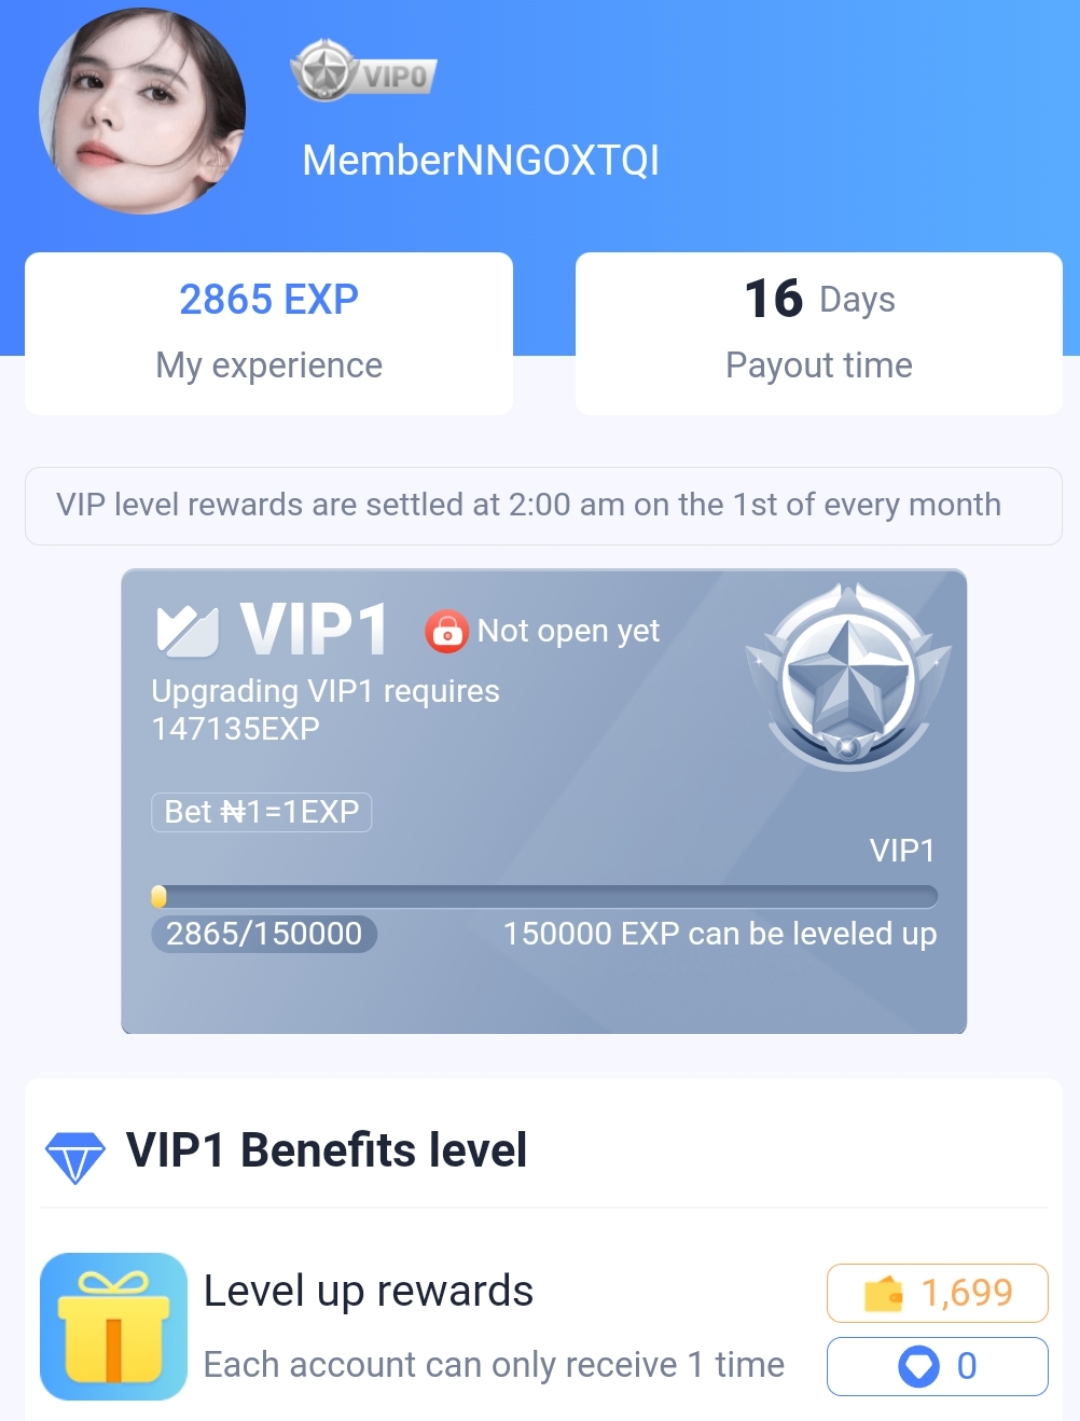 VIP0
MemberNNGOXTQI
2865 EXP
My experience
16 Days
Payout time
VIP level rewards are settled at 2:00 am on the 1st of every month
VIP1 Not open yet
Upgrading VIP1 requires
147135EXP
Bet ₦1=1EXP
VIP1
2865/150000 150000 EXP can be leveled up
VIP1 Benefits level
Level up rewards 1,699
Each account can only receive 1 time 0